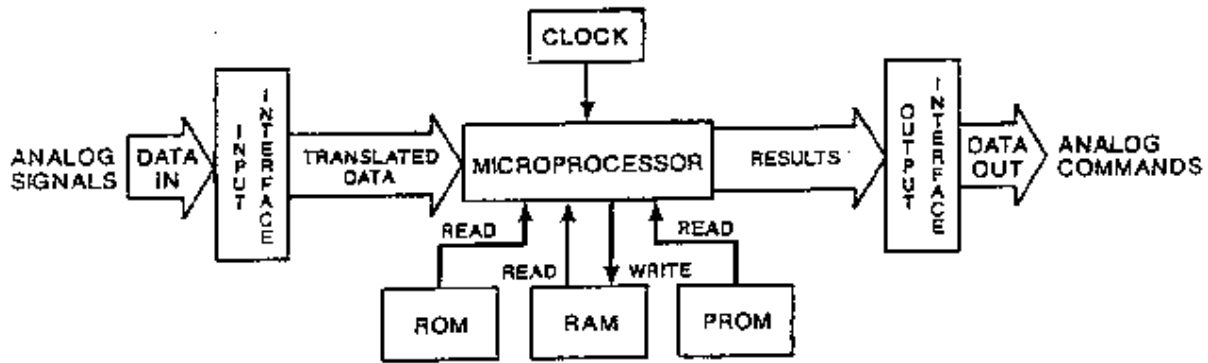 CLOCK
ANALOG
SIGNALS
DATA
IN
INPUT
INTERFACE
TRANSLATED
DATA
MICROPROCESSOR
RESULTS
OUTPUT
INTERFACE
DATA
OUT
ANALOG
COMMANDS
READ
READ
WRITE
READ
ROM
RAM
PROM